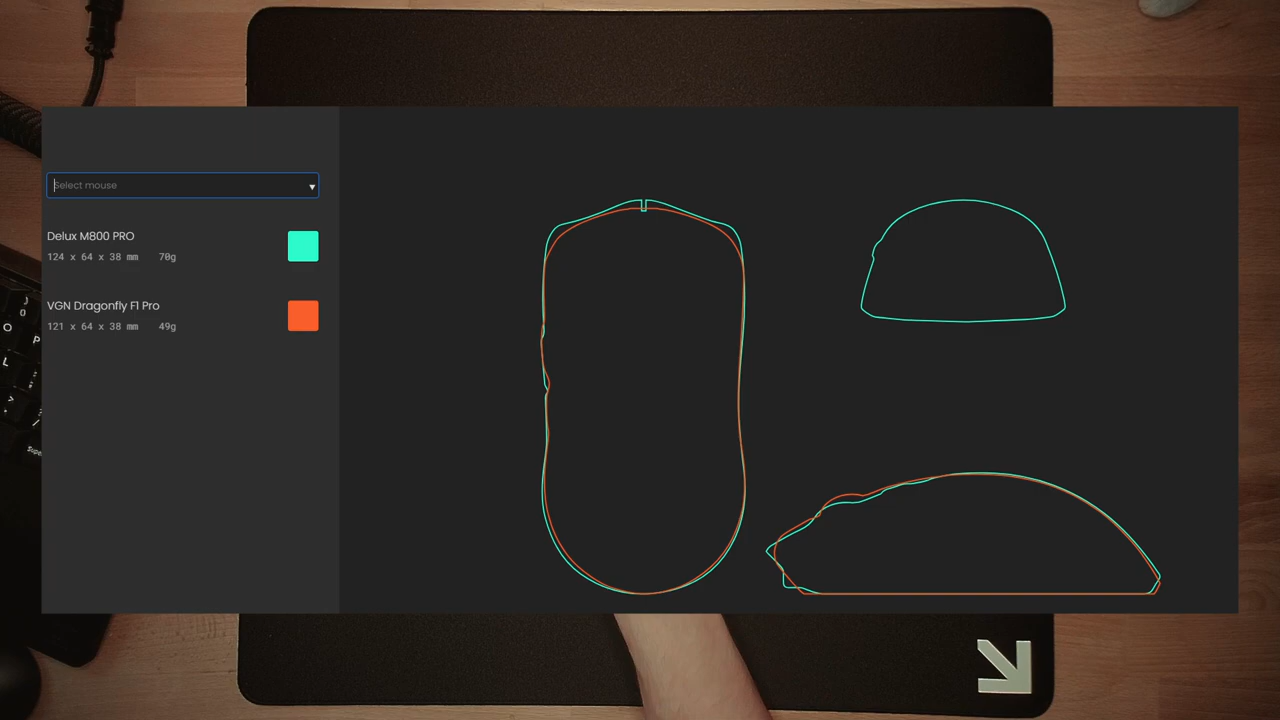 Select mouse
Delux M800 PRO
124 x 64 x 38 mm 70g
VGN Dragonfly F1 Pro
121 x 64 x 38 mm 49g
O
P
L